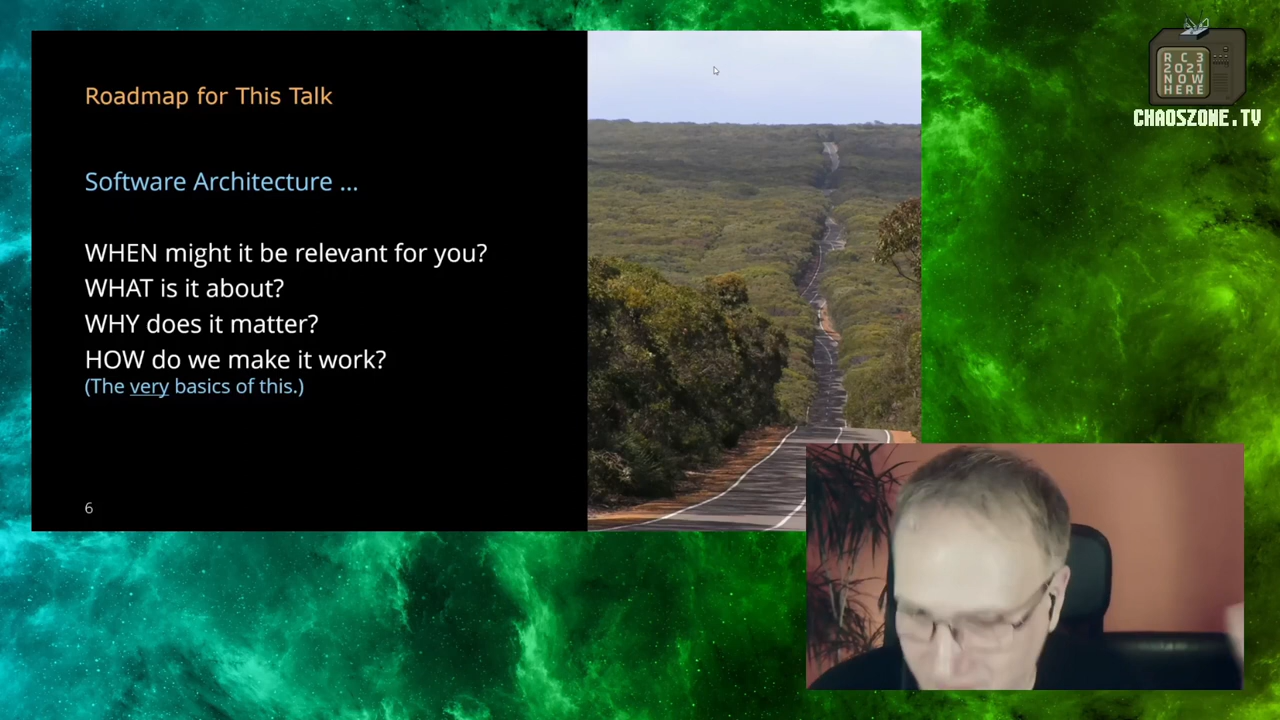 Roadmap for This Talk
Software Architecture ...
WHEN might it be relevant for you?
WHAT is it about?
WHY does it matter?
HOW do we make it work?
(The very basics of this.)
6
RC3
2021
NOW
HERE
CHAOSZONE.TV